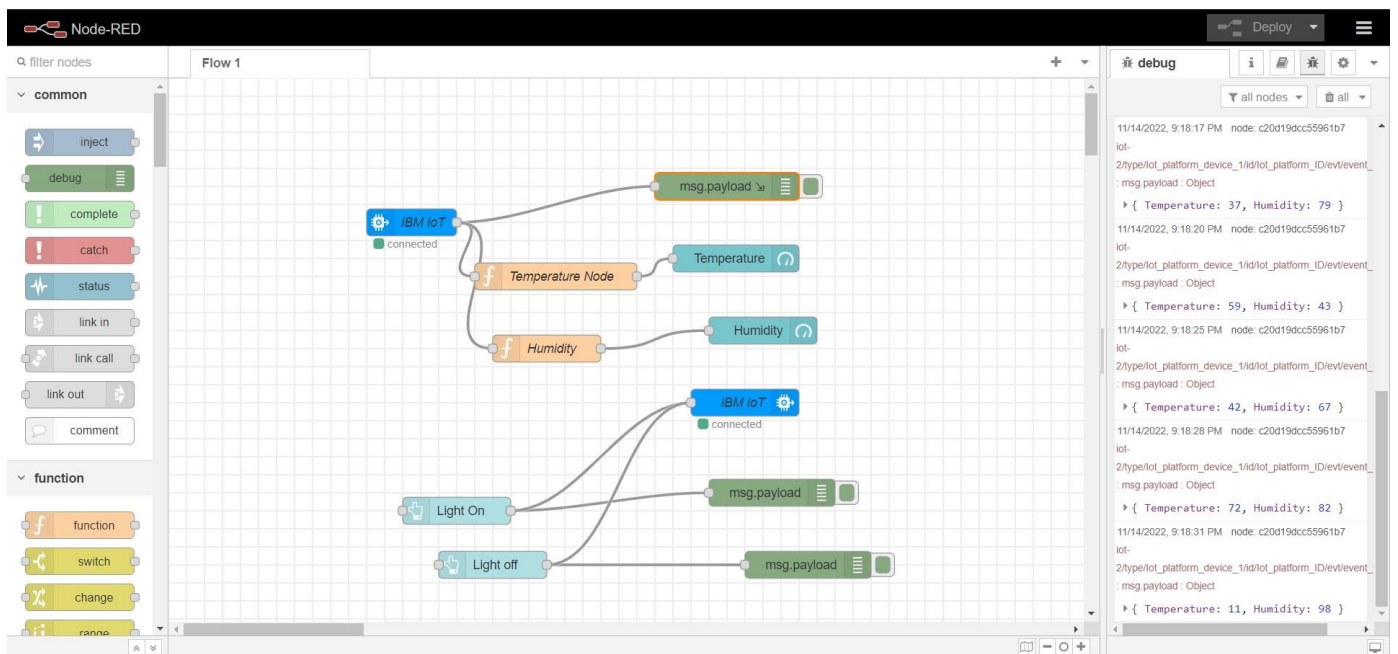 Node-RED
Deploy
filter nodes
Flow 1
debug
i
common
all nodes
all
inject
debug
complete
catch
status
link in
link call
link out
comment
function
function
switch
change
range
IBM IoT
connected
msg.payload
Temperature Node
Temperature
Humidity
Humidity
IBM IoT
connected
Light On
msg.payload
Light off
msg.payload
11/14/2022, 9:18:17 PM node: c20d19dcc55961b7
iot-
2/type/Iot_platform_device_1/id/Iot_platform_ID/evt/event_
: msg.payload : Object
{ Temperature: 37, Humidity: 79 }
11/14/2022, 9:18:20 PM node: c20d19dcc55961b7
iot-
2/type/Iot_platform_device_1/id/Iot_platform_ID/evt/event_
: msg.payload : Object
{ Temperature: 59, Humidity: 43 }
11/14/2022, 9:18:25 PM node: c20d19dcc55961b7
iot-
2/type/Iot_platform_device_1/id/Iot_platform_ID/evt/event_
: msg.payload : Object
{ Temperature: 42, Humidity: 67 }
11/14/2022, 9:18:28 PM node: c20d19dcc55961b7
iot-
2/type/Iot_platform_device_1/id/Iot_platform_ID/evt/event_
: msg.payload : Object
{ Temperature: 72, Humidity: 82 }
11/14/2022, 9:18:31 PM node: c20d19dcc55961b7
iot-
2/type/Iot_platform_device_1/id/Iot_platform_ID/evt/event_
: msg.payload : Object
{ Temperature: 11, Humidity: 98 }